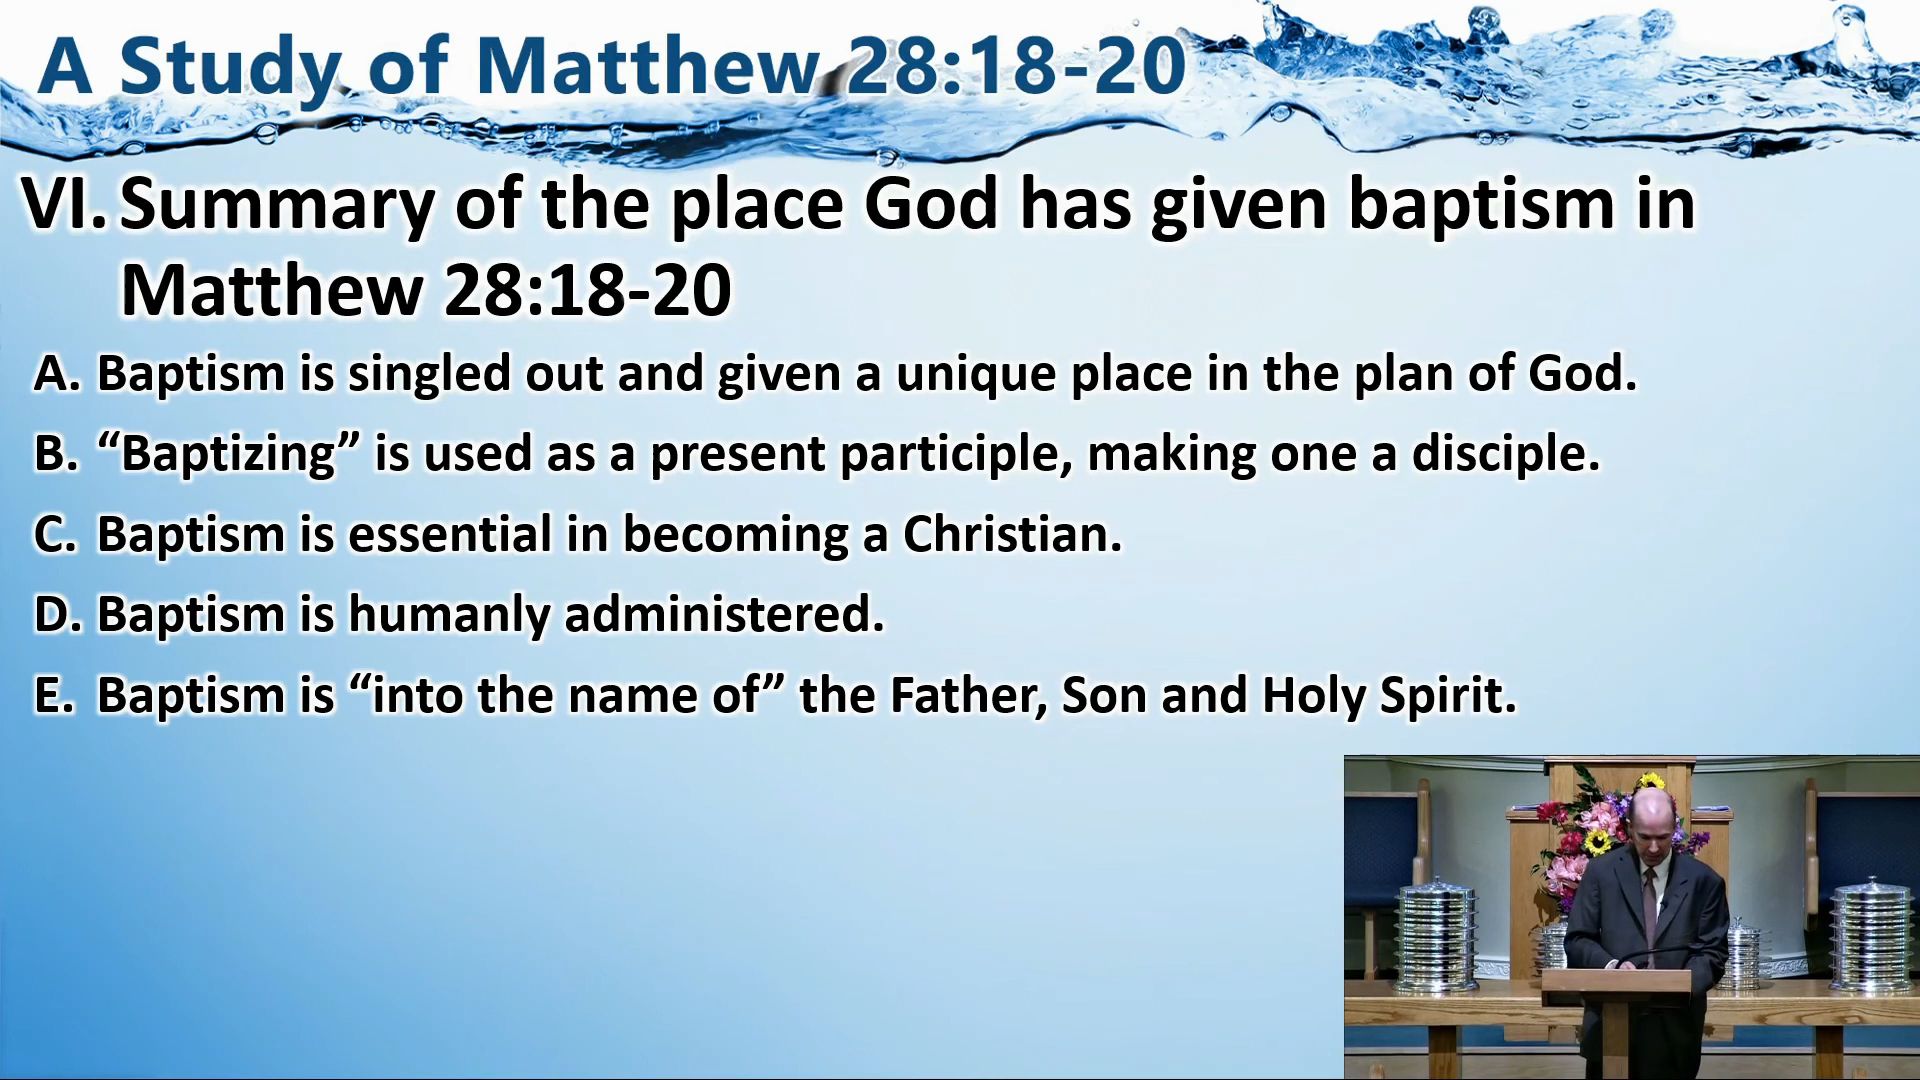 A Study of Matthew 28:18-20
VI. Summary of the place God has given baptism in
Matthew 28:18-20
A. Baptism is singled out and given a unique place in the plan of God.
B. “Baptizing” is used as a present participle, making one a disciple.
C. Baptism is essential in becoming a Christian.
D. Baptism is humanly administered.
E. Baptism is “into the name of” the Father, Son and Holy Spirit.